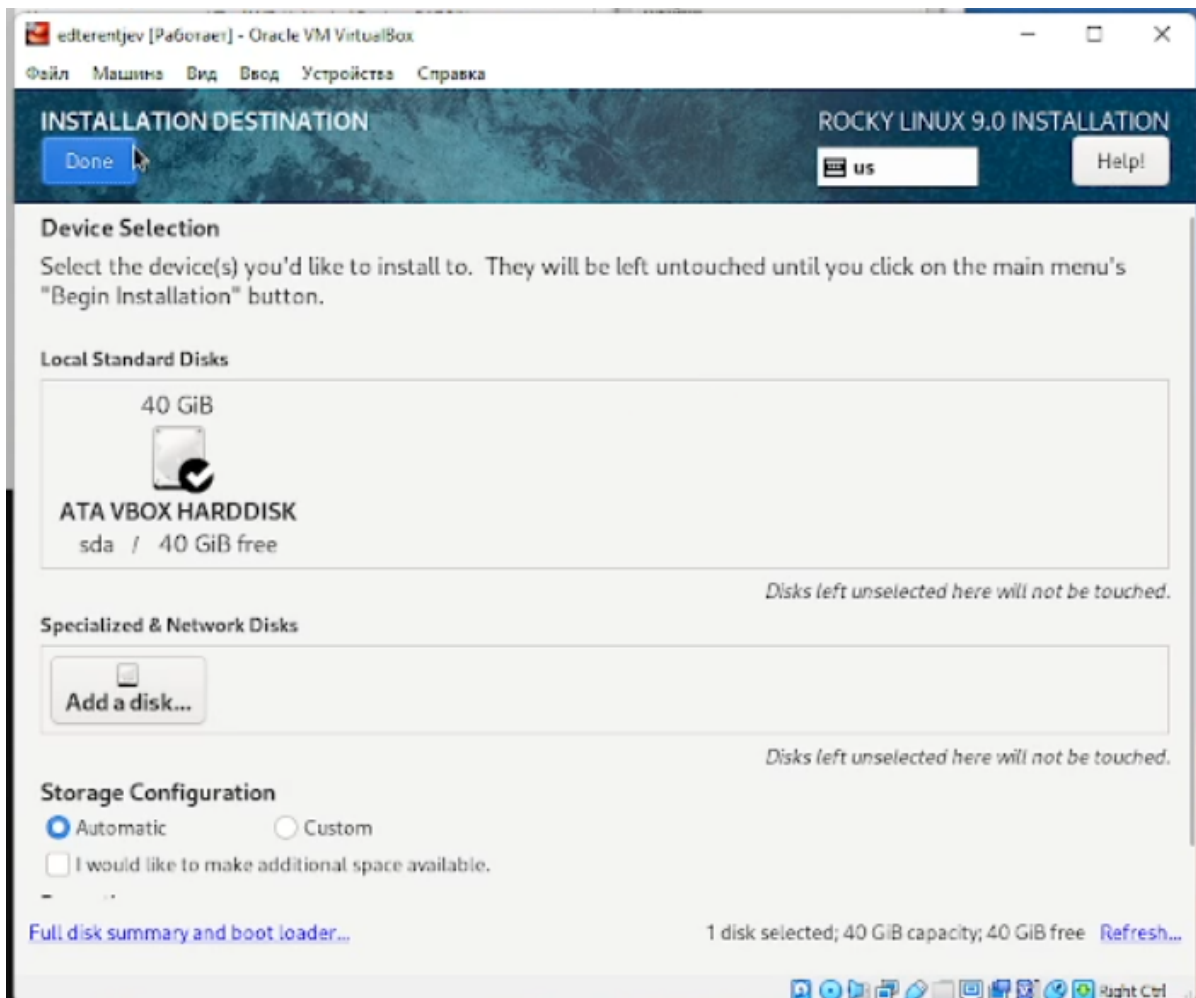 edterentjev [Работает] - Oracle VM VirtualBox
Файл Машина Вид Ввод Устройства Справка
INSTALLATION DESTINATION
ROCKY LINUX 9.0 INSTALLATION
Done
us
Help!
Device Selection
Select the device(s) you'd like to install to. They will be left untouched until you click on the main menu's
"Begin Installation" button.
Local Standard Disks
40 GiB
ATA VBOX HARDDISK
sda / 40 GiB free
Disks left unselected here will not be touched.
Specialized & Network Disks
Add a disk...
Disks left unselected here will not be touched.
Storage Configuration
Automatic Custom
I would like to make additional space available.
Full disk summary and boot loader...
1 disk selected; 40 GiB capacity; 40 GiB free Refresh...
Right Ctrl